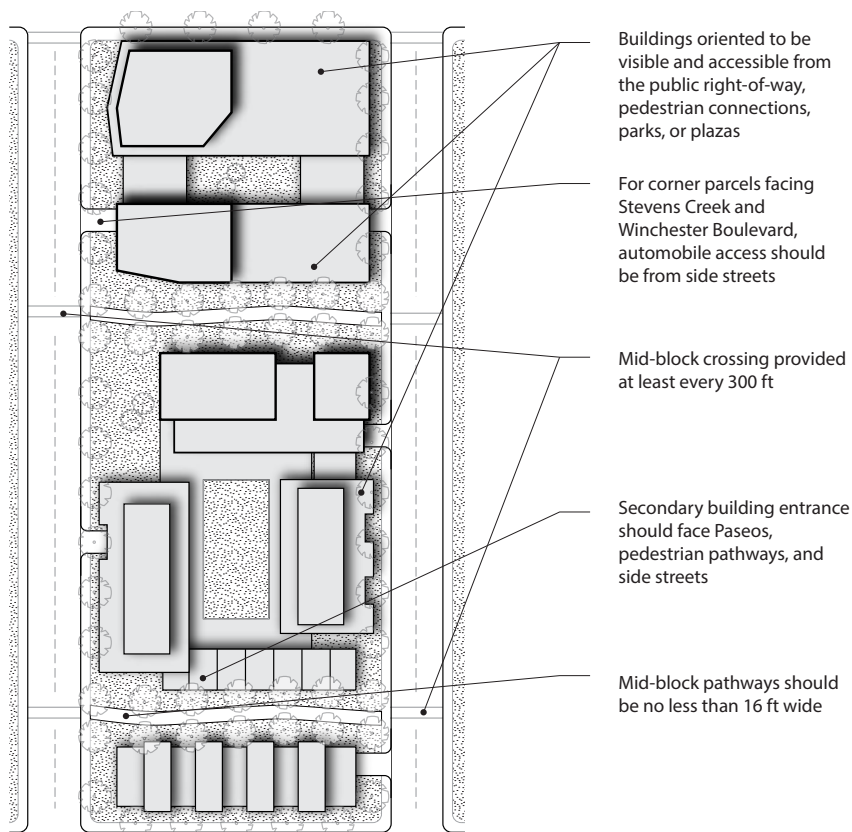 Buildings oriented to be
visible and accessible from
the public right-of-way,
pedestrian connections,
parks, or plazas
For corner parcels facing
Stevens Creek and
Winchester Boulevard,
automobile access should
be from side streets
Mid-block crossing provided
at least every 300 ft
Secondary building entrance
should face Paseos,
pedestrian pathways, and
side streets
Mid-block pathways should
be no less than 16 ft wide